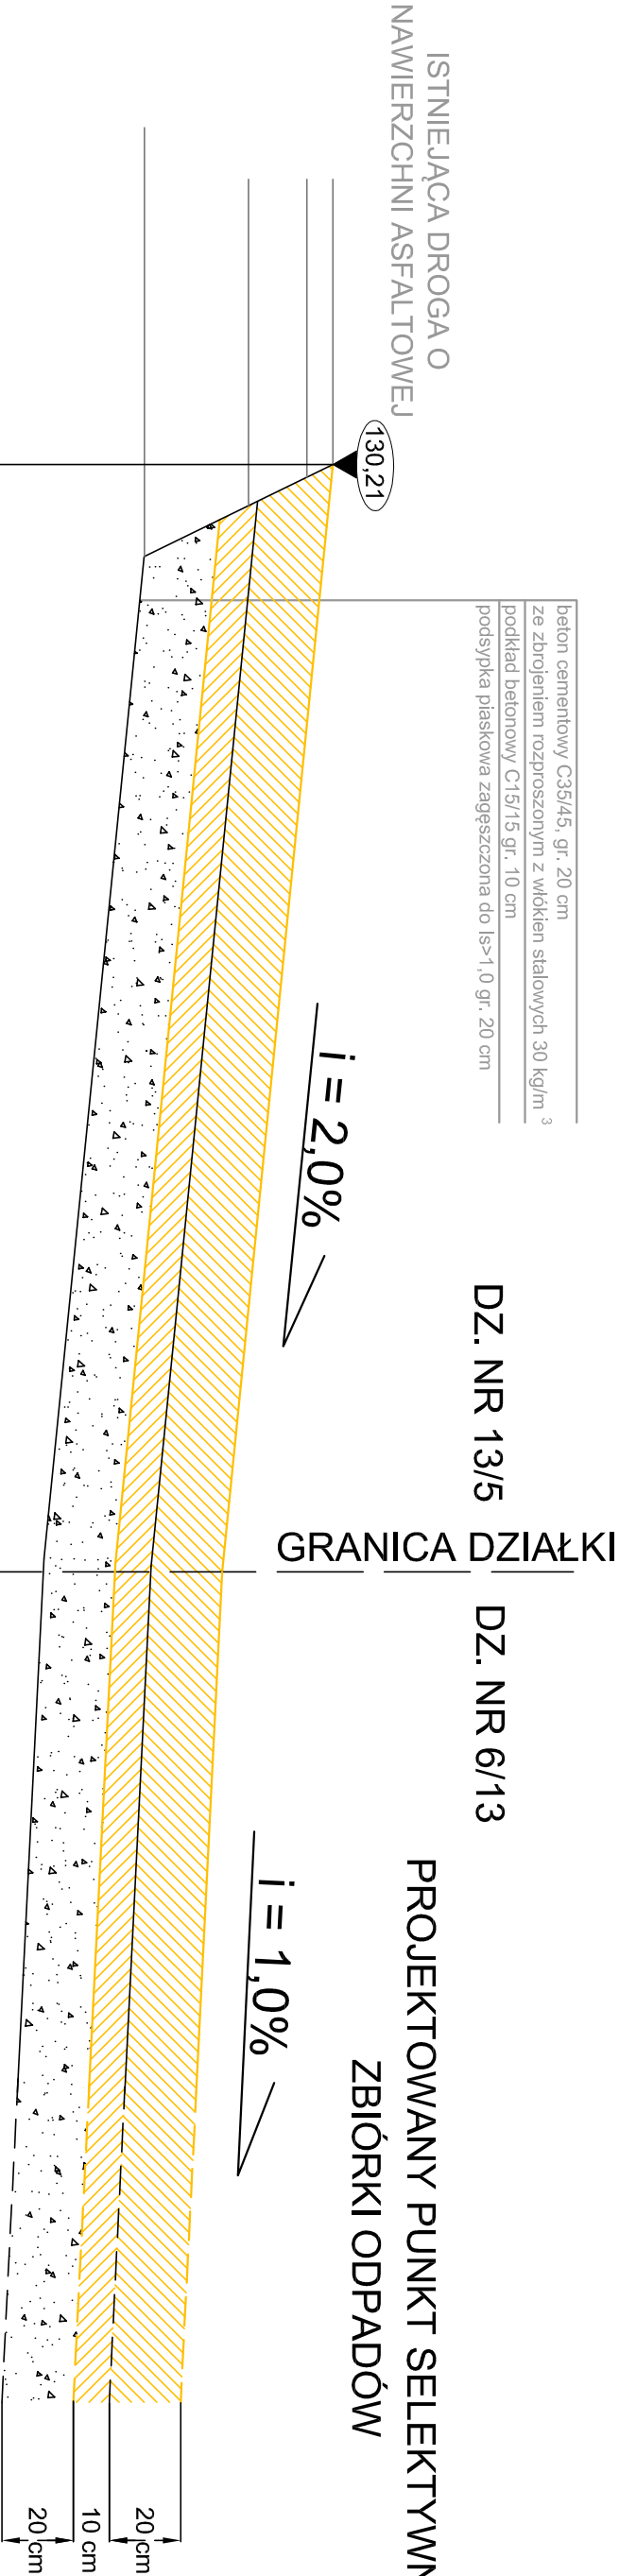 ISTNIEJĄCA DROGA O
NAWIERZCHNI ASFALTOWEJ
130,21
beton cementowy C35/45, gr. 20 cm
ze zbrojeniem rozproszonym z włókien stalowych 30 kg/m 3
podkład betonowy C15/15 gr. 10 cm
podsypka piaskowa zagęszczona do Is>1,0 gr. 20 cm
i = 2,0%
DZ. NR 13/5
GRANICA DZIAŁKI
DZ. NR 6/13
PROJEKTOWANY PUNKT SELEKTYWN
ZBIÓRKI ODPADÓW
i = 1,0%
20 cm
10 cm
20 cm